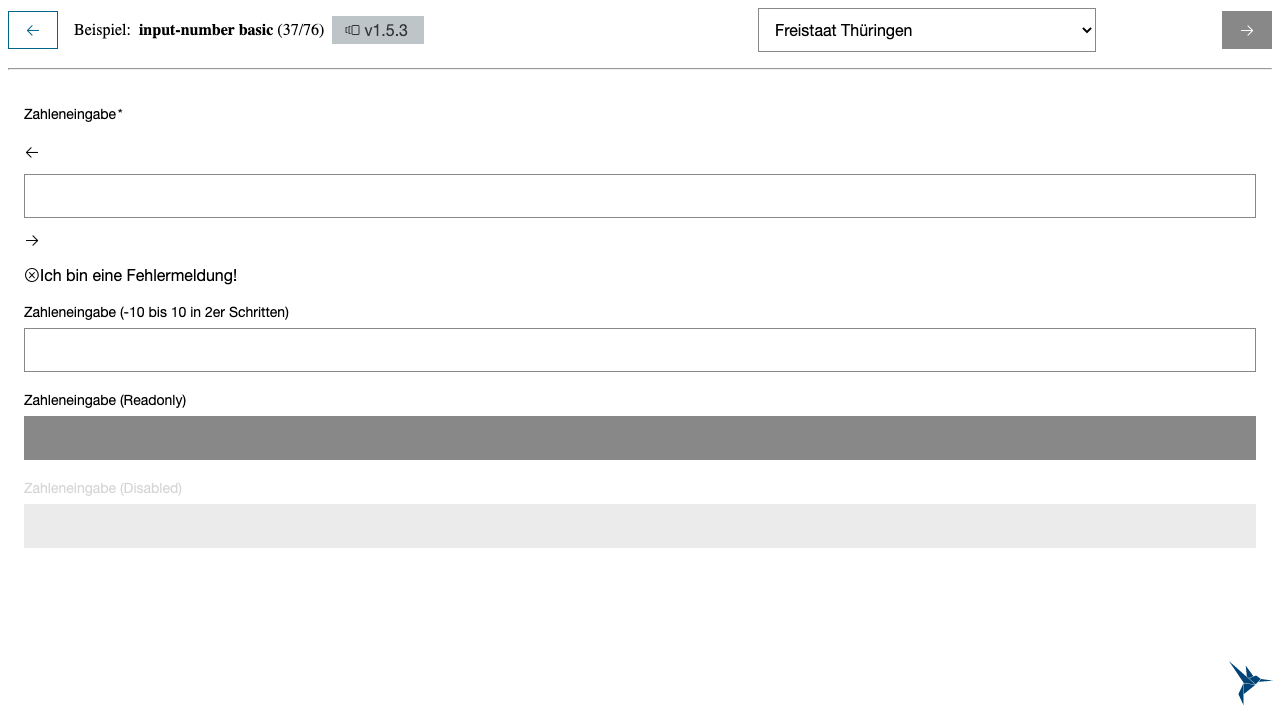 Beispiel: input-number basic (37/76) v1.5.3 Freistaat Thüringen
Zahleneingabe*
Ich bin eine Fehlermeldung!
Zahleneingabe (-10 bis 10 in 2er Schritten)
Zahleneingabe (Readonly)
Zahleneingabe (Disabled)